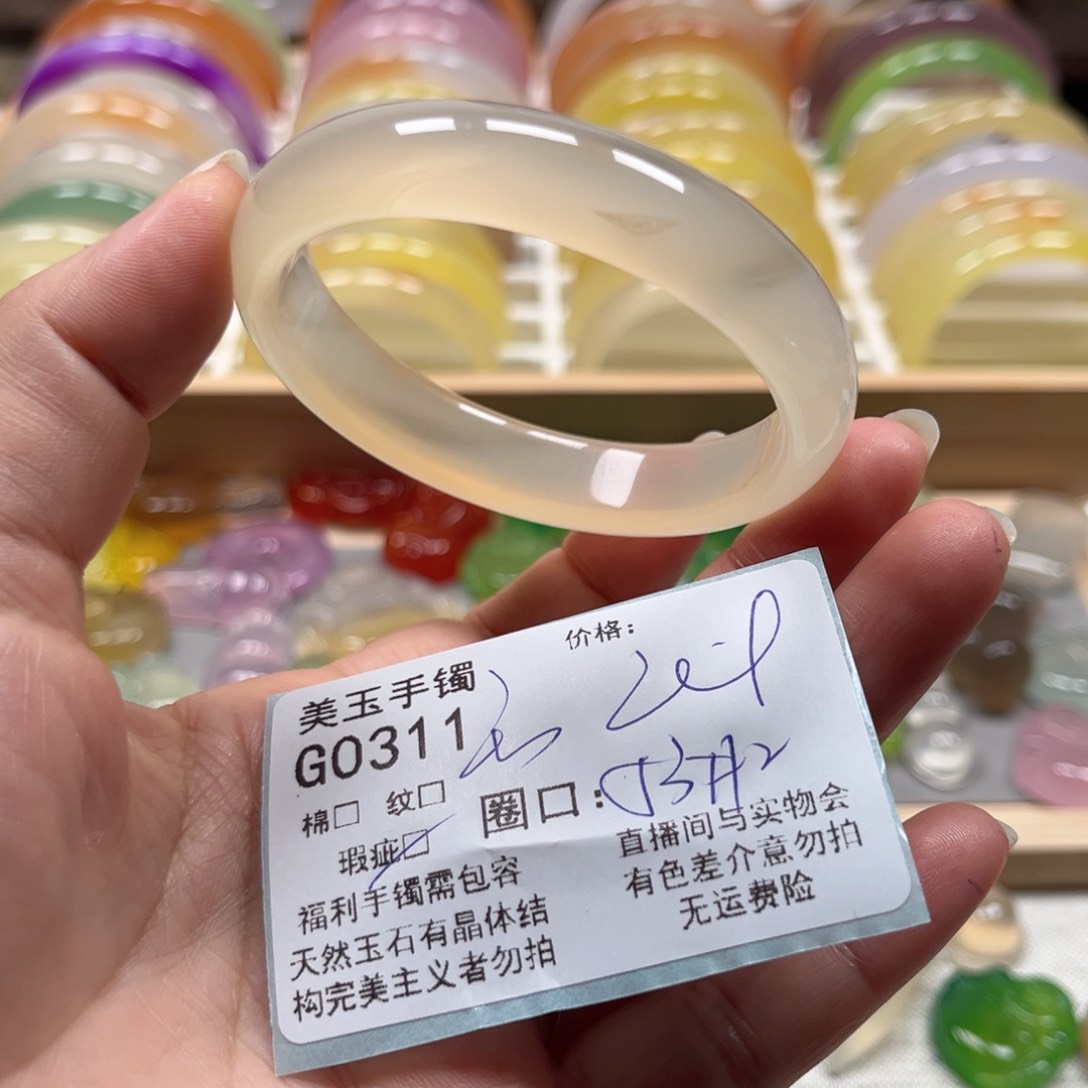 价格：
美玉手镯
G0311
棉□ 纹□
圈口：
瑕疵□
福利手镯需包容
天然玉石有晶体结
构完美主义者勿拍
直播间与实物会
有色差介意勿拍
无运费险